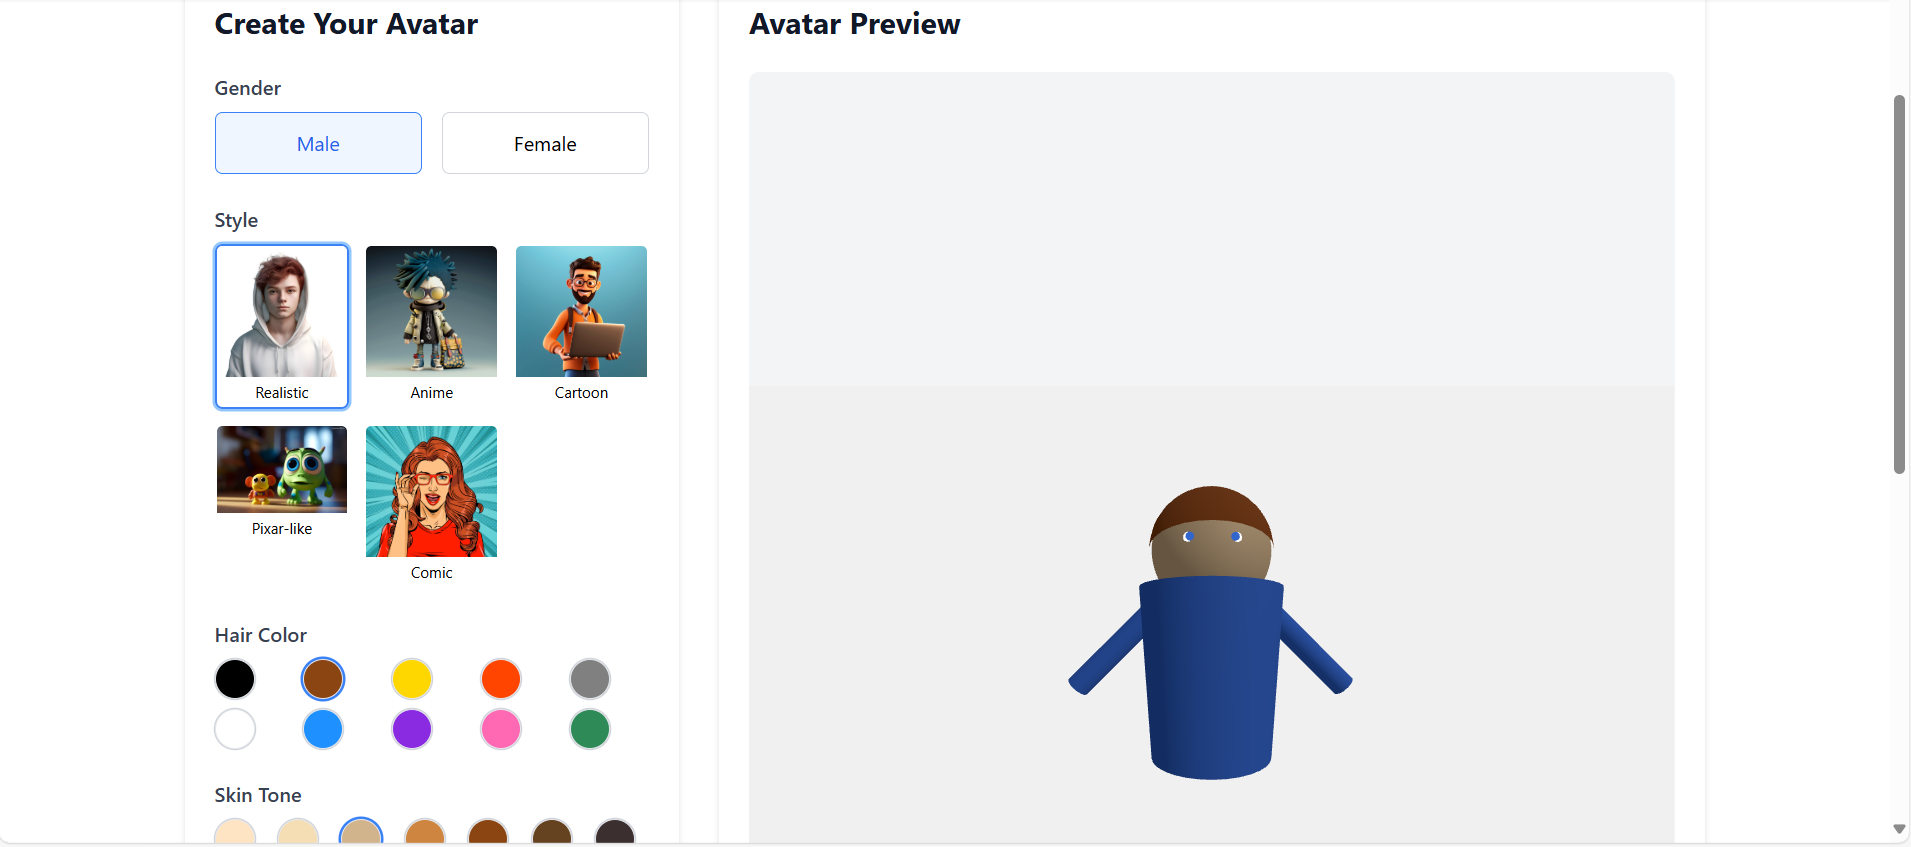 Create Your Avatar
Gender
Male
Female
Style
Realistic
Anime
Cartoon
Pixar-like
Comic
Hair Color
Skin Tone
Avatar Preview